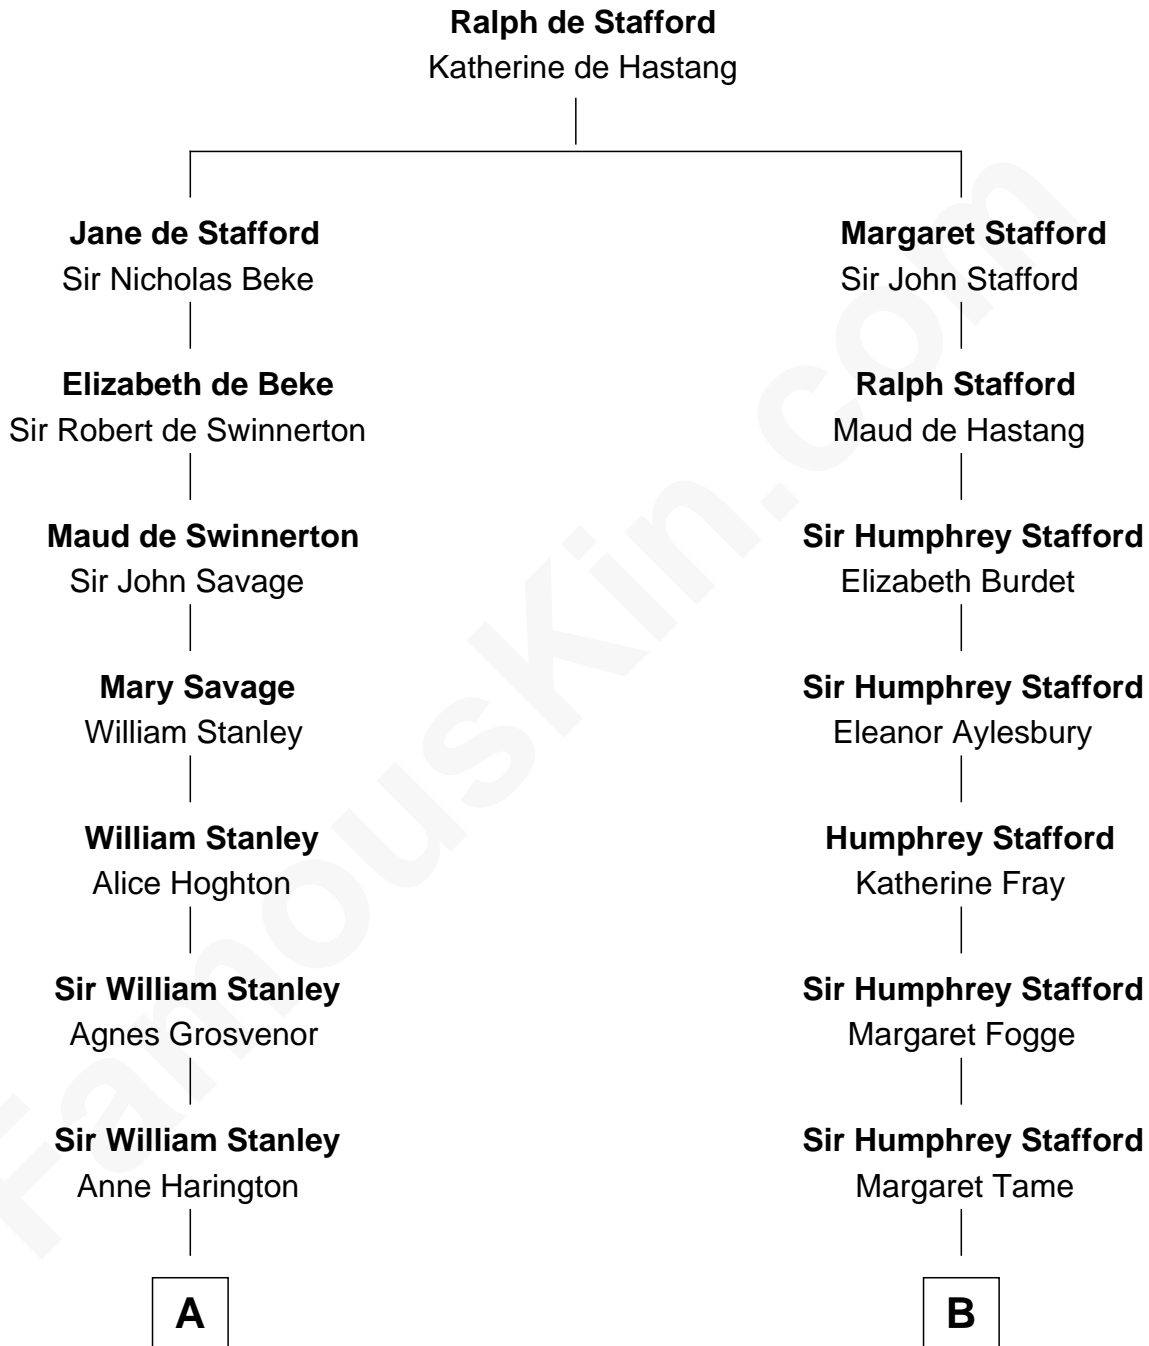 Ralph de Stafford
Katherine de Hastang
Jane de Stafford
Sir Nicholas Beke
Margaret Stafford
Sir John Stafford
Elizabeth de Beke
Sir Robert de Swinnerton
Ralph Stafford
Maud de Hastang
Maud de Swinnerton
Sir John Savage
Sir Humphrey Stafford
Elizabeth Burdet
Mary Savage
William Stanley
Sir Humphrey Stafford
Eleanor Aylesbury
William Stanley
Alice Hoghton
Humphrey Stafford
Katherine Fray
Sir William Stanley
Agnes Grosvenor
Sir Humphrey Stafford
Margaret Fogge
Sir William Stanley
Anne Harington
Sir Humphrey Stafford
Margaret Tame
A
B
FamousKin.com